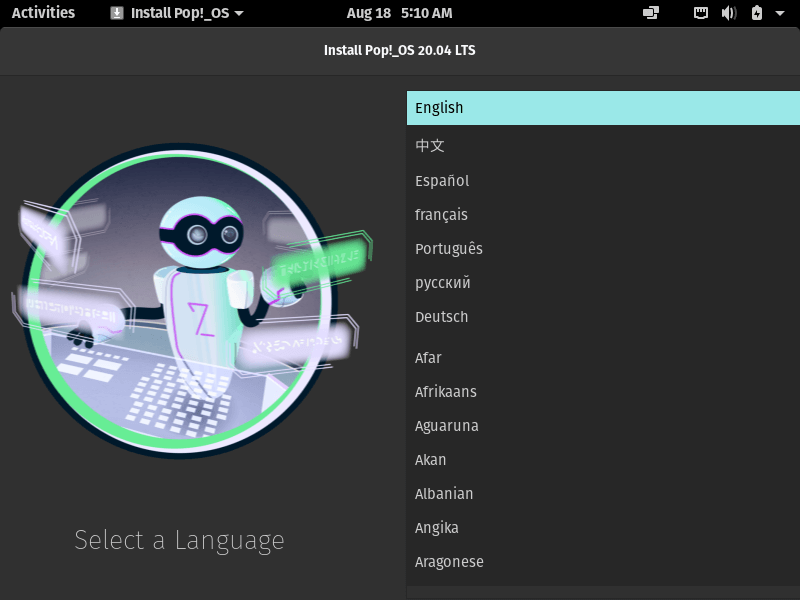 Activities
Install Pop!_OS
Aug 18 5:10 AM
Install Pop!_OS 20.04 LTS
Select a Language
English
中文
Español
français
Português
русский
Deutsch
Afar
Afrikaans
Aguaruna
Akan
Albanian
Angika
Aragonese